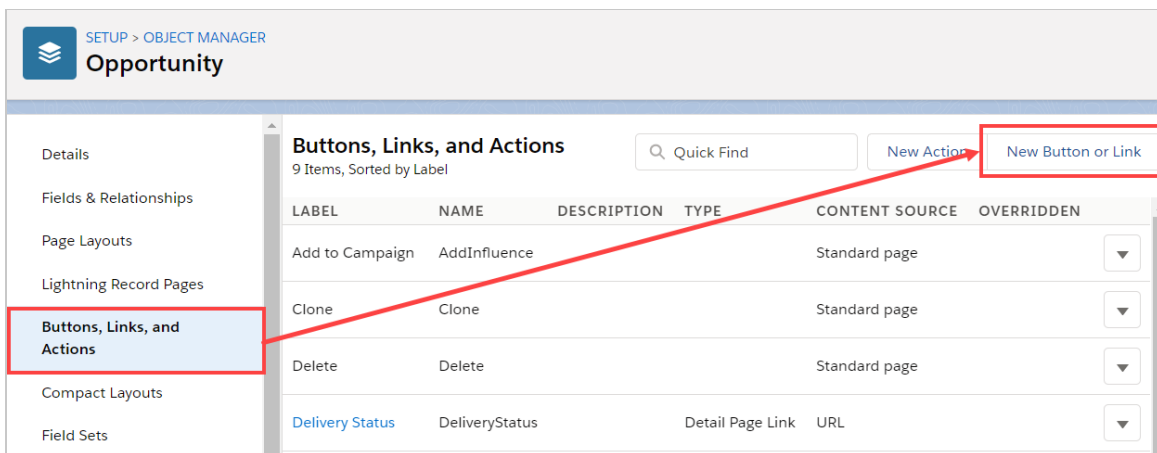 SETUP > OBJECT MANAGER
Opportunity
Details
Fields & Relationships
Page Layouts
Lightning Record Pages
Buttons, Links, and
Actions
Compact Layouts
Field Sets
Buttons, Links, and Actions
9 Items, Sorted by Label
Quick Find
New Action
New Button or Link
LABEL NAME DESCRIPTION TYPE CONTENT SOURCE OVERRIDDEN
Add to Campaign AddInfluence Standard page
Clone Clone Standard page
Delete Delete Standard page
Delivery Status DeliveryStatus Detail Page Link URL